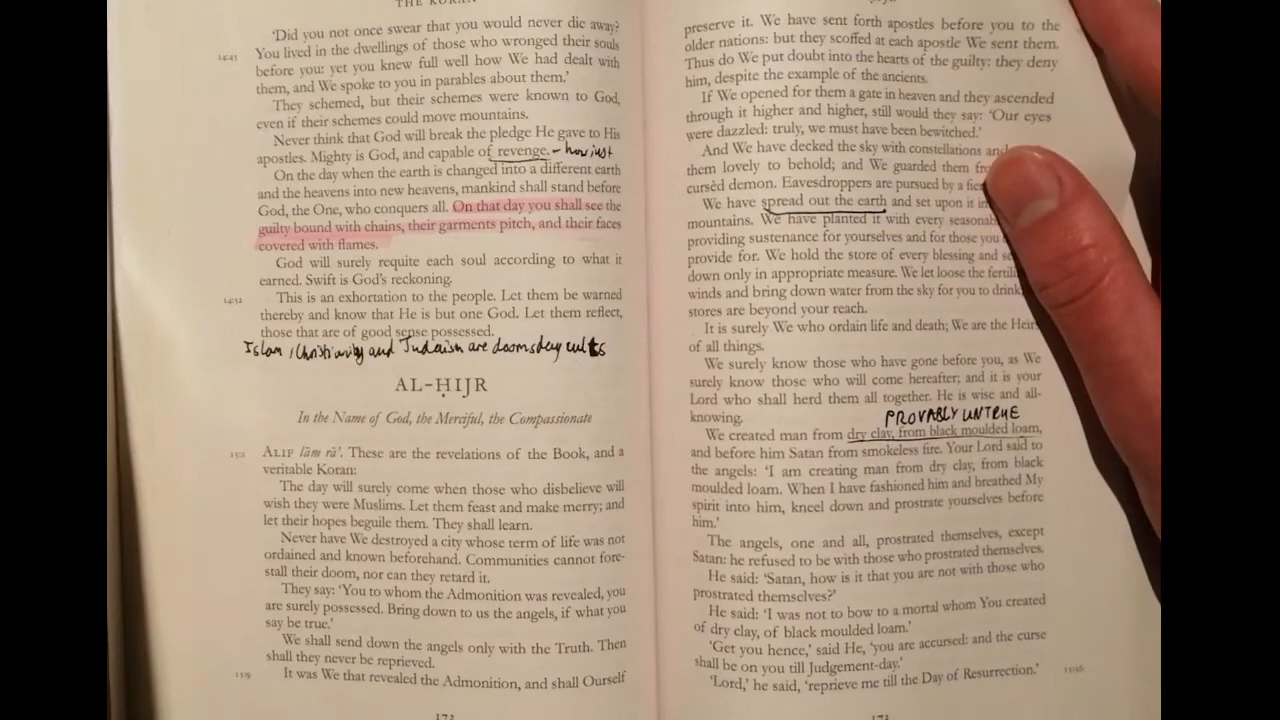 THE KORAN
'Did you not once swear that you would never die away?
You lived in the dwellings of those who wronged their souls
14:45
before you: yet you knew full well how We had dealt with
them, and We spoke to you in parables about them.'
They schemed, but their schemes were known to God,
even if their schemes could move mountains.
Never think that God will break the pledge He gave to His
apostles. Mighty is God, and capable of revenge. – how just
On the day when the earth is changed into a different earth
and the heavens into new heavens, mankind shall stand before
God, the One, who conquers all. On that day you shall see the
guilty bound with chains, their garments pitch, and their faces
covered with flames.
God will surely requite each soul according to what it
earned. Swift is God's reckoning.
14:52
This is an exhortation to the people. Let them be warned
thereby and know that He is but one God. Let them reflect,
those that are of good sense possessed.
Islam, Christianity and Judaism are doomsday cults
AL-ḤIJR
In the Name of God, the Merciful, the Compassionate
15:1
ALIF lām rā'. These are the revelations of the Book, and a
veritable Koran:
The day will surely come when those who disbelieve will
wish they were Muslims. Let them feast and make merry; and
let their hopes beguile them. They shall learn.
Never have We destroyed a city whose term of life was not
ordained and known beforehand. Communities cannot fore-
stall their doom, nor can they retard it.
They say: 'You to whom the Admonition was revealed, you
are surely possessed. Bring down to us the angels, if what you
say be true.'
We shall send down the angels only with the Truth. Then
shall they never be reprieved.
15:9
It was We that revealed the Admonition, and shall Ourself
172
preserve it. We have sent forth apostles before you to the
older nations: but they scoffed at each apostle We sent them.
Thus do We put doubt into the hearts of the guilty: they deny
him, despite the example of the ancients.
If We opened for them a gate in heaven and they ascended
through it higher and higher, still would they say: 'Our eyes
were dazzled: truly, we must have been bewitched.'
And We have decked the sky with constellations and
them lovely to behold; and We guarded them from
cursèd demon. Eavesdroppers are pursued by a
We have spread out the earth and set upon it
mountains. We have planted it with every
providing sustenance for yourselves and for those you
provide for. We hold the store of every blessing and
down only in appropriate measure. We let loose the
winds and bring down water from the sky for you to drink;
stores are beyond your reach.
It is surely We who ordain life and death; We are the Heirs
of all things.
We surely know those who have gone before you, as We
surely know those who will come hereafter; and it is your
Lord who shall herd them all together. He is wise and all-
knowing.
PROVABLY UNTRUE
We created man from dry clay, from black moulded loam,
and before him Satan from smokeless fire. Your Lord said to
the angels: 'I am creating man from dry clay, from black
moulded loam. When I have fashioned him and breathed My
spirit into him, kneel down and prostrate yourselves before
him.'
The angels, one and all, prostrated themselves, except
Satan: he refused to be with those who prostrated themselves.
He said: 'Satan, how is it that you are not with those who
prostrated themselves?'
He said: 'I was not to bow to a mortal whom You created
of dry clay, of black moulded loam.'
'Get you hence,' said He, 'you are accursed: and the curse
shall be on you till Judgement-day.'
'Lord,' he said, 'reprieve me till the Day of Resurrection.'
15:36
173